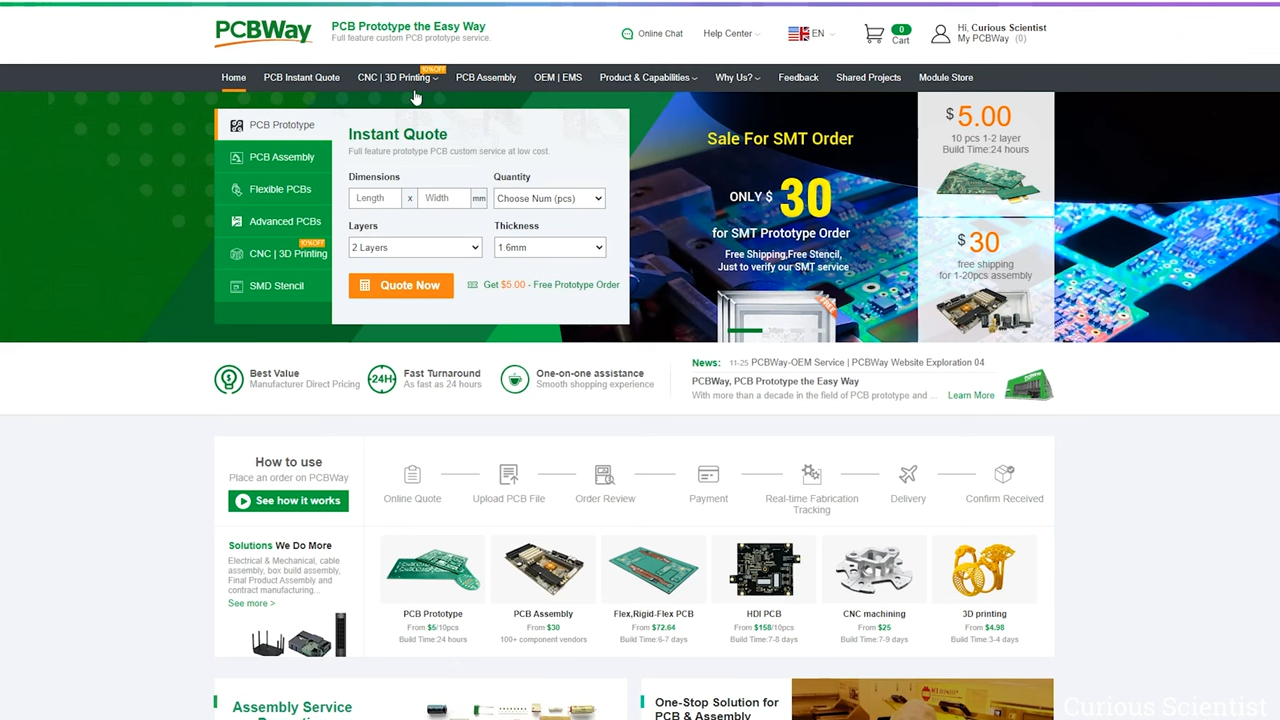 PCBWay
PCB Prototype the Easy Way
Full feature custom PCB prototype service.
Online Chat
Help Center
EN
0
Cart
Hi, Curious Scientist
My PCBWay (0)
Home
PCB Instant Quote
CNC | 3D Printing
10%OFF
PCB Assembly
OEM | EMS
Product & Capabilities
Why Us?
Feedback
Shared Projects
Module Store
PCB Prototype
PCB Assembly
Flexible PCBs
Advanced PCBs
10%OFF
CNC | 3D Printing
SMD Stencil
Instant Quote
Full feature prototype PCB custom service at low cost.
Dimensions
Quantity
Length x Width mm
Choose Num (pcs)
Layers
Thickness
2 Layers
1.6mm
Quote Now
Get $5.00 - Free Prototype Order
Sale For SMT Order
ONLY $ 30
for SMT Prototype Order
Free Shipping,Free Stencil,
Just to verify our SMT service
FREE
$ 5.00
10 pcs 1-2 layer
Build Time:24 hours
$ 30
free shipping
for 1-20pcs assembly
Best Value
Manufacturer Direct Pricing
24H
Fast Turnaround
As fast as 24 hours
One-on-one assistance
Smooth shopping experience
News: 11-25 PCBWay-OEM Service | PCBWay Website Exploration 04
PCBWay, PCB Prototype the Easy Way
With more than a decade in the field of PCB prototype and ... Learn More
How to use
Place an order on PCBWay
See how it works
Online Quote
Upload PCB File
Order Review
Payment
Real-time Fabrication
Tracking
Delivery
Confirm Received
Solutions We Do More
Electrical & Mechanical, cable
assembly, box build assembly,
Final Product Assembly and
contract manufacturing...
See more >
PCB Prototype
From $5/10pcs
Build Time:24 hours
PCB Assembly
From $30
100+ component vendors
Flex,Rigid-Flex PCB
From $72.64
Build Time:6-7 days
HDI PCB
From $158/10pcs
Build Time:7-8 days
CNC machining
From $25
Build Time:7-9 days
3D printing
From $4.98
Build Time:3-4 days
Assembly Service
One-Stop Solution for
PCB & Assembly
Curious Scientist